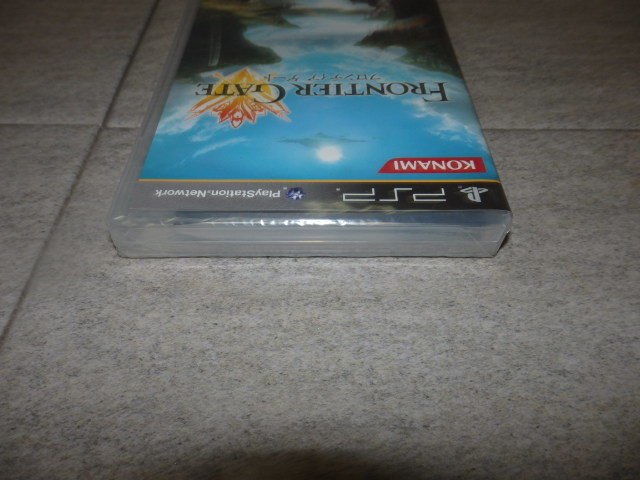 PSP
PlayStation®Network
KONAMI
FRONTIER GATE
フロンティア ゲート